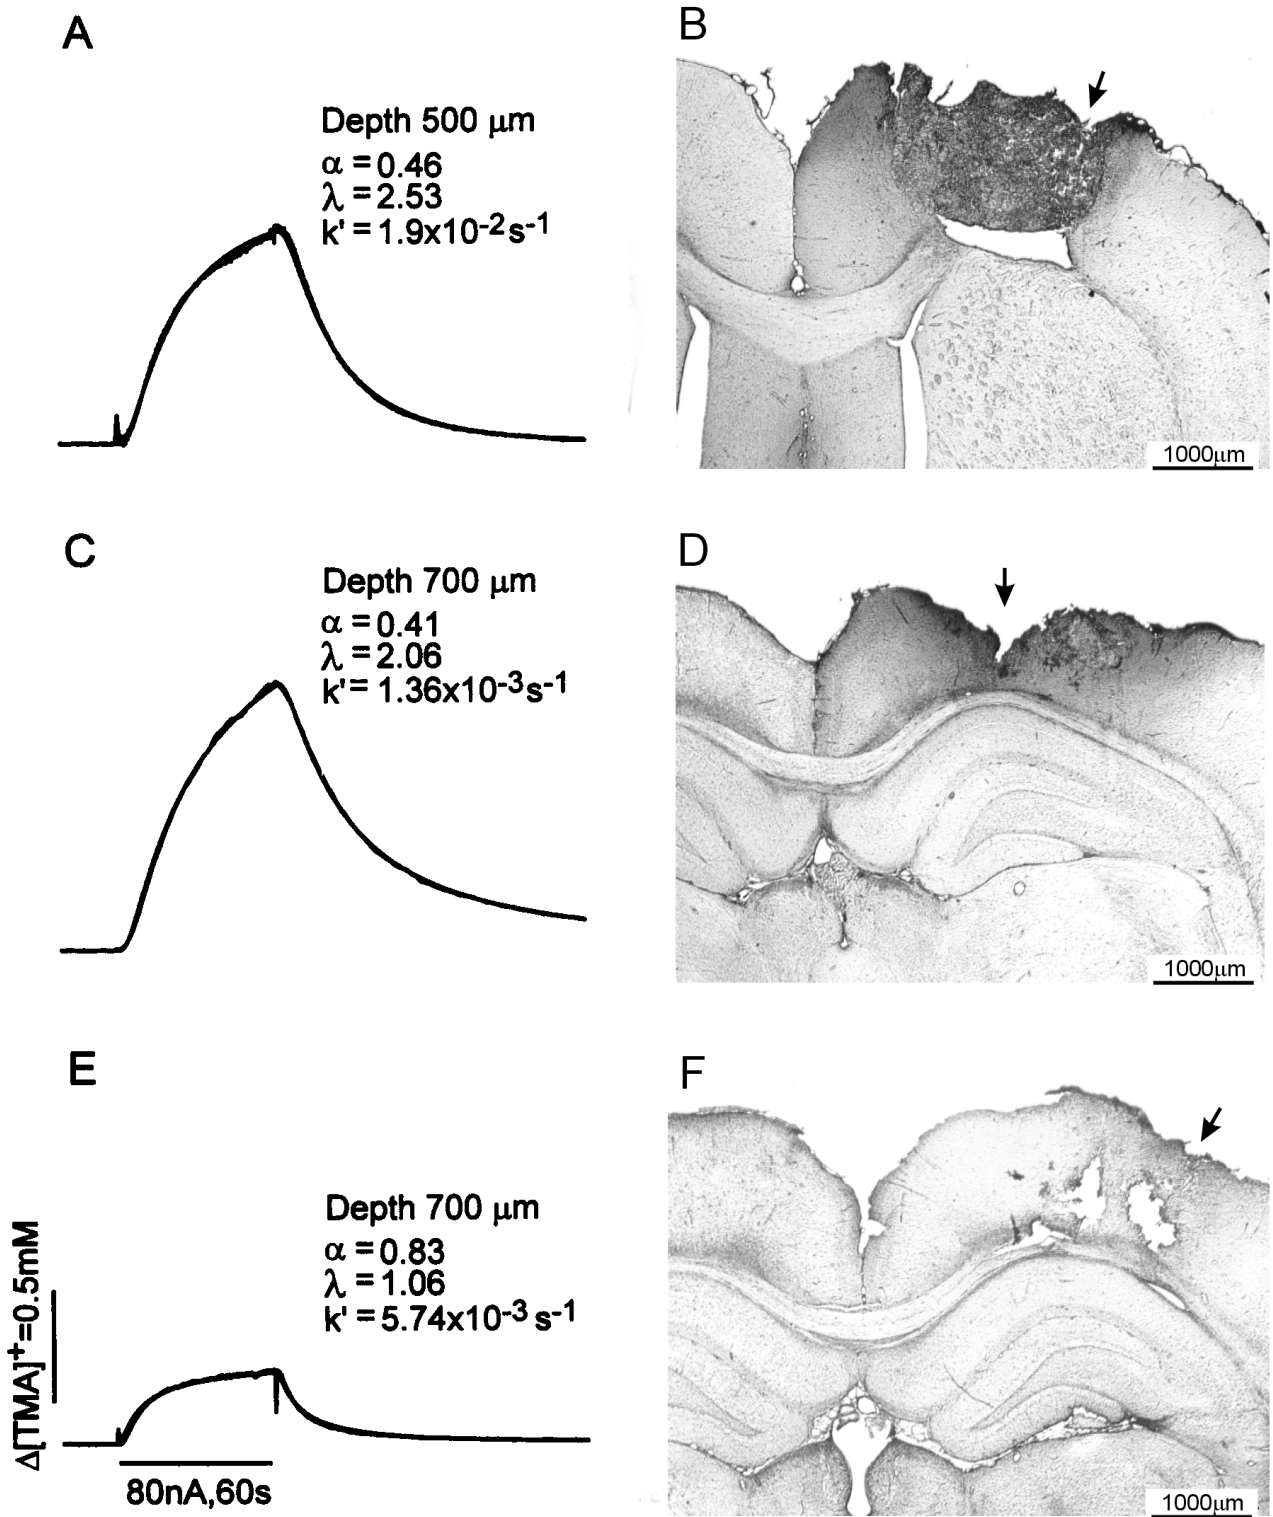 A
Depth 500 μm
α = 0.46
λ = 2.53
k' = 1.9x10⁻²s⁻¹
B
1000μm
C
Depth 700 μm
α = 0.41
λ = 2.06
k' = 1.36x10⁻³s⁻¹
D
1000μm
E
Depth 700 μm
α = 0.83
λ = 1.06
k' = 5.74x10⁻³ s⁻¹
Δ[TMA]⁺=0.5mM
80nA,60s
F
1000μm